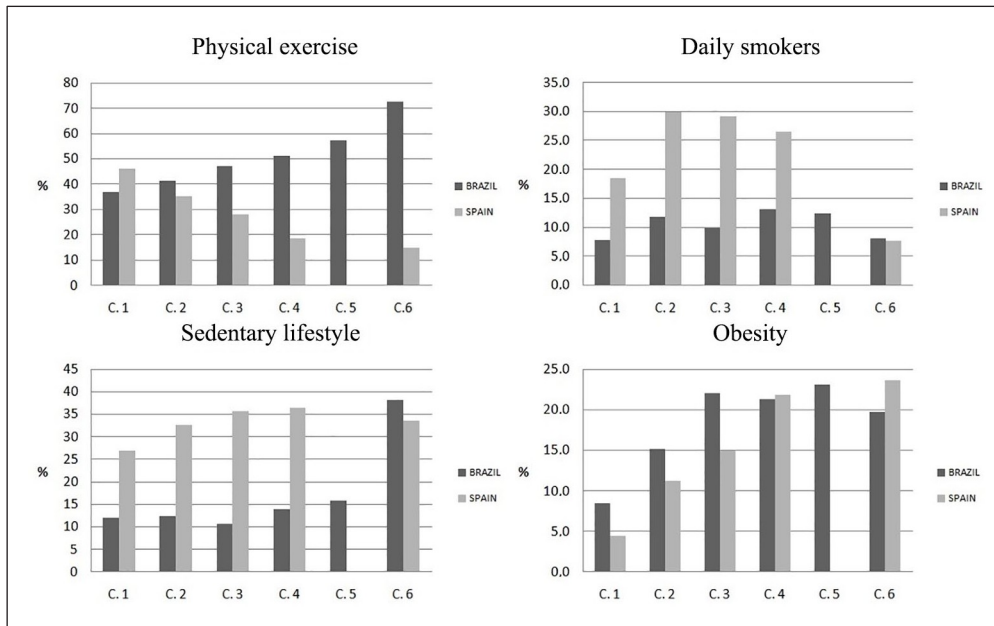 Physical exercise
80
70
60
50
40
30
20
10
0
%
C. 1 C. 2 C. 3 C. 4 C. 5 C.6
BRAZIL
SPAIN
Daily smokers
35.0
30.0
25.0
20.0
15.0
10.0
5.0
0.0
%
C. 1 C. 2 C. 3 C. 4 C. 5 C. 6
BRAZIL
SPAIN
Sedentary lifestyle
45
40
35
30
25
20
15
10
5
0
%
C. 1 C. 2 C. 3 C. 4 C. 5 C. 6
BRAZIL
SPAIN
Obesity
25.0
20.0
15.0
10.0
5.0
0.0
%
C. 1 C. 2 C. 3 C. 4 C. 5 C. 6
BRAZIL
SPAIN